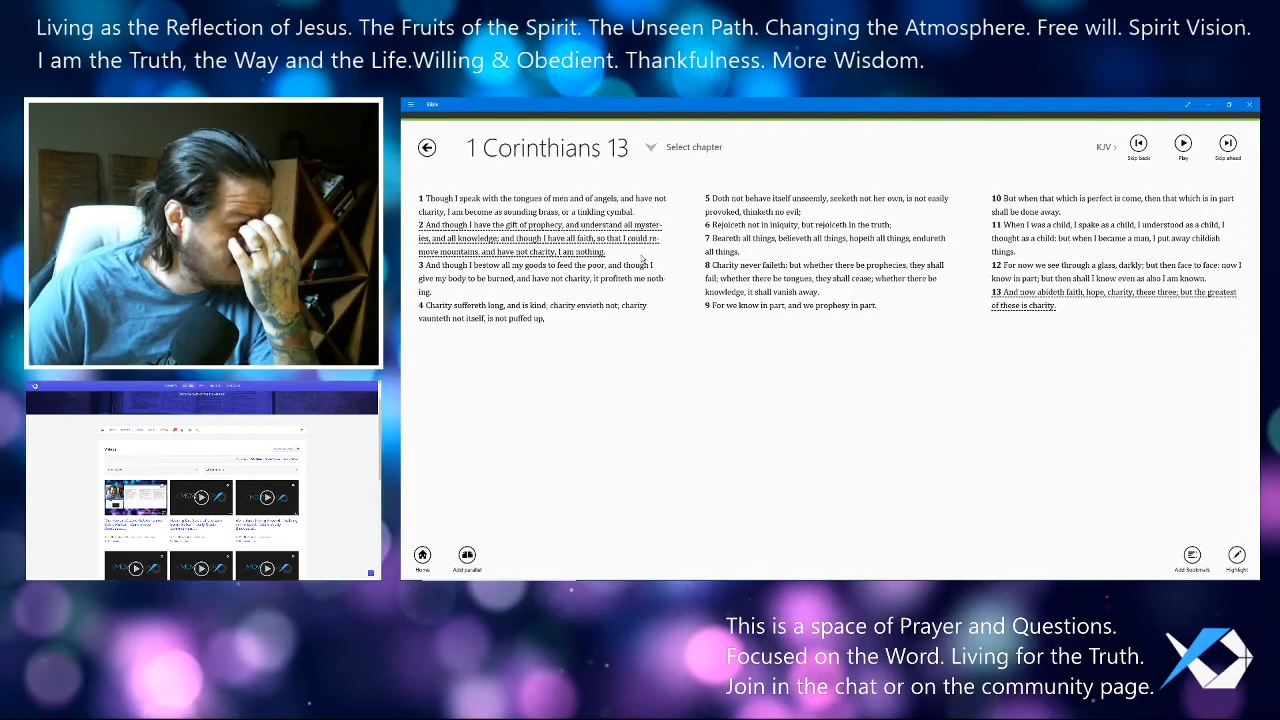 Living as the Reflection of Jesus. The Fruits of the Spirit. The Unseen Path. Changing the Atmosphere. Free will. Spirit Vision.
I am the Truth, the Way and the Life.Willing & Obedient. Thankfulness. More Wisdom.
Bible
1 Corinthians 13
Select chapter
KJV
Skip back
Play
Skip ahead
1 Though I speak with the tongues of men and of angels, and have not
charity, I am become as sounding brass, or a tinkling cymbal.
2 And though I have the gift of prophecy, and understand all myster-
ies, and all knowledge; and though I have all faith, so that I could re-
move mountains, and have not charity, I am nothing.
3 And though I bestow all my goods to feed the poor, and though I
give my body to be burned, and have not charity, it profiteth me noth-
ing.
4 Charity suffereth long, and is kind; charity envieth not; charity
vaunteth not itself, is not puffed up,
5 Doth not behave itself unseemly, seeketh not her own, is not easily
provoked, thinketh no evil;
6 Rejoiceth not in iniquity, but rejoiceth in the truth;
7 Beareth all things, believeth all things, hopeth all things, endureth
all things.
8 Charity never faileth: but whether there be prophecies, they shall
fail; whether there be tongues, they shall cease; whether there be
knowledge, it shall vanish away.
9 For we know in part, and we prophesy in part.
10 But when that which is perfect is come, then that which is in part
shall be done away.
11 When I was a child, I spake as a child, I understood as a child, I
thought as a child: but when I became a man, I put away childish
things.
12 For now we see through a glass, darkly; but then face to face: now I
know in part; but then shall I know even as also I am known.
13 And now abideth faith, hope, charity, these three; but the greatest
of these is charity.
Videos
Home
Add parallel
Add Bookmark
Highlight
This is a space of Prayer and Questions.
Focused on the Word. Living for the Truth.
Join in the chat or on the community page.